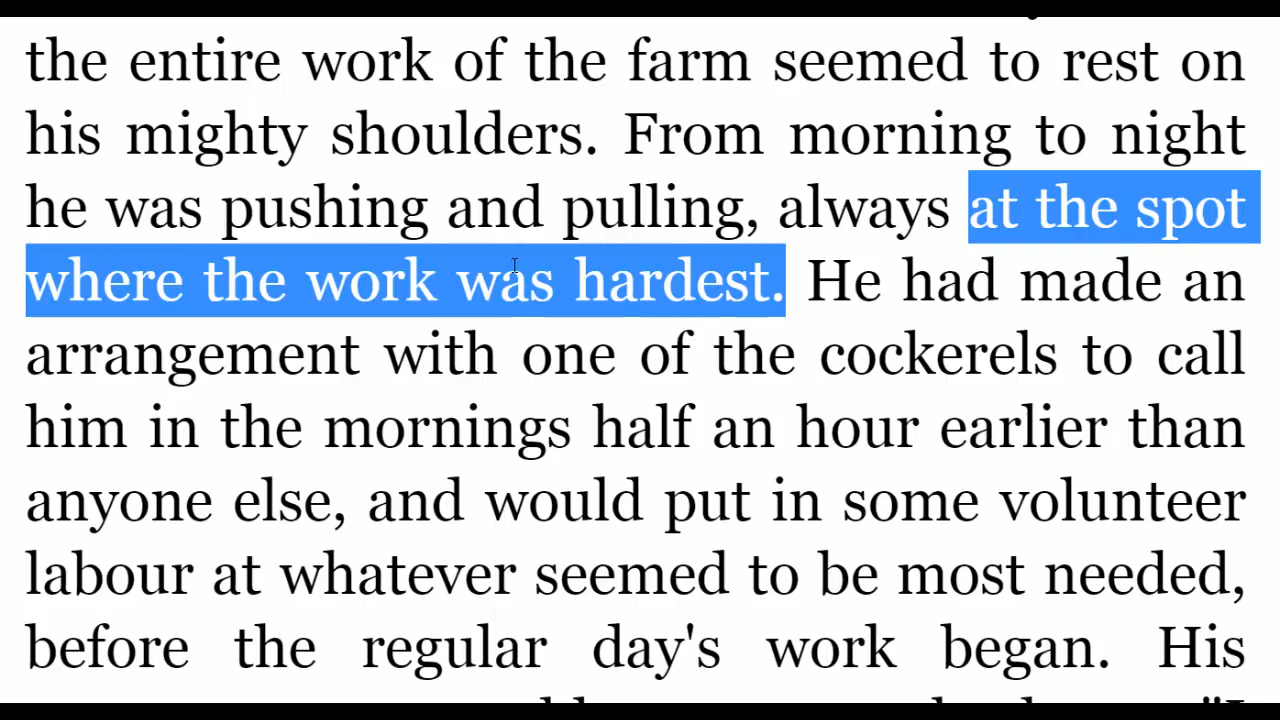 the entire work of the farm seemed to rest on
his mighty shoulders. From morning to night
he was pushing and pulling, always at the spot
where the work was hardest. He had made an
arrangement with one of the cockerels to call
him in the mornings half an hour earlier than
anyone else, and would put in some volunteer
labour at whatever seemed to be most needed,
before the regular day's work began. His